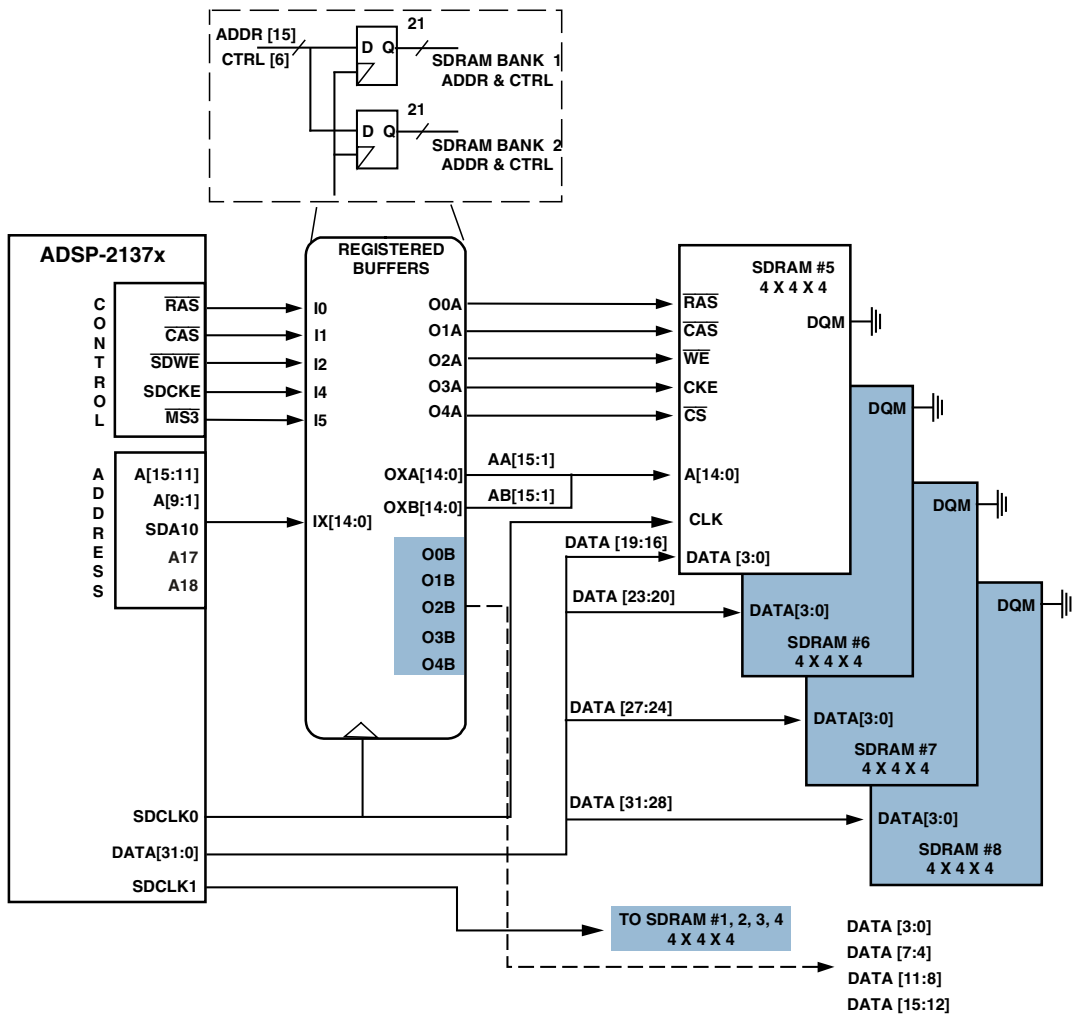 ADDR [15]
CTRL [6]
D Q
21
SDRAM BANK 1
ADDR & CTRL
D Q
21
SDRAM BANK 2
ADDR & CTRL
ADSP-2137x
CONTROL
RAS
CAS
SDWE
SDCKE
MS3
ADDRESS
A[15:11]
A[9:1]
SDA10
A17
A18
SDCLK0
DATA[31:0]
SDCLK1
REGISTERED
BUFFERS
I0
I1
I2
I4
I5
IX[14:0]
O0A
O1A
O2A
O3A
O4A
OXA[14:0]
OXB[14:0]
O0B
O1B
O2B
O3B
O4B
AA[15:1]
AB[15:1]
DATA [19:16]
DATA [23:20]
DATA [27:24]
DATA [31:28]
SDRAM #5
4 X 4 X 4
DQM
RAS
CAS
WE
CKE
CS
A[14:0]
CLK
DATA [3:0]
DQM
DATA[3:0]
SDRAM #6
4 X 4 X 4
DQM
DATA[3:0]
SDRAM #7
4 X 4 X 4
DQM
DATA[3:0]
SDRAM #8
4 X 4 X 4
TO SDRAM #1, 2, 3, 4
4 X 4 X 4
DATA [3:0]
DATA [7:4]
DATA [11:8]
DATA [15:12]